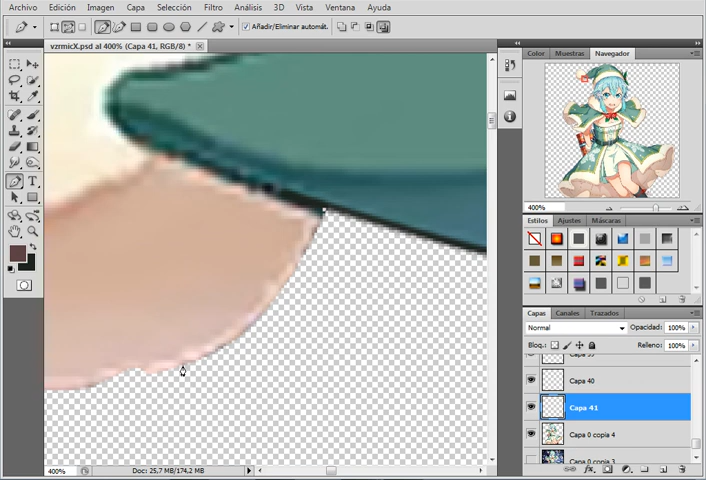 Archivo Edición Imagen Capa Selección Filtro Análisis 3D Vista Ventana Ayuda
Añadir/Eliminar automát.
vzrmicX.psd al 400% (Capa 41, RGB/8) *
Color Muestras Navegador
400%
Estilos Ajustes Máscaras
Capas Canales Trazados
Normal Opacidad: 100%
Bloq.: Relleno: 100%
Capa 40
Capa 41
Capa 0 copia 4
Capa 0 copia 3
400% Doc: 25,7 MB/174,2 MB